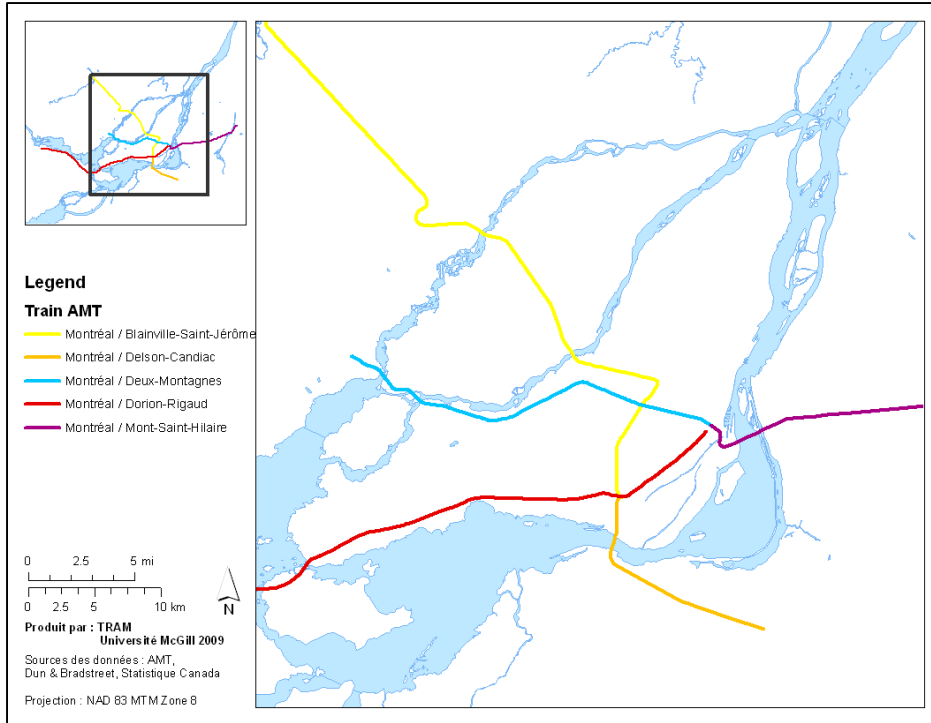 Legend
Train AMT
Montréal / Blainville-Saint-Jérôme
Montréal / Delson-Candiac
Montréal / Deux-Montagnes
Montréal / Dorion-Rigaud
Montréal / Mont-Saint-Hilaire
0 2.5 5 mi
0 2.5 5 10 km
N
Produit par : TRAM
Université McGill 2009
Sources des données : AMT,
Dun & Bradstreet, Statistique Canada
Projection : NAD 83 MTM Zone 8